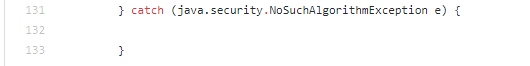 131 } catch (java.security.NoSuchAlgorithmException e) {
132
133 }